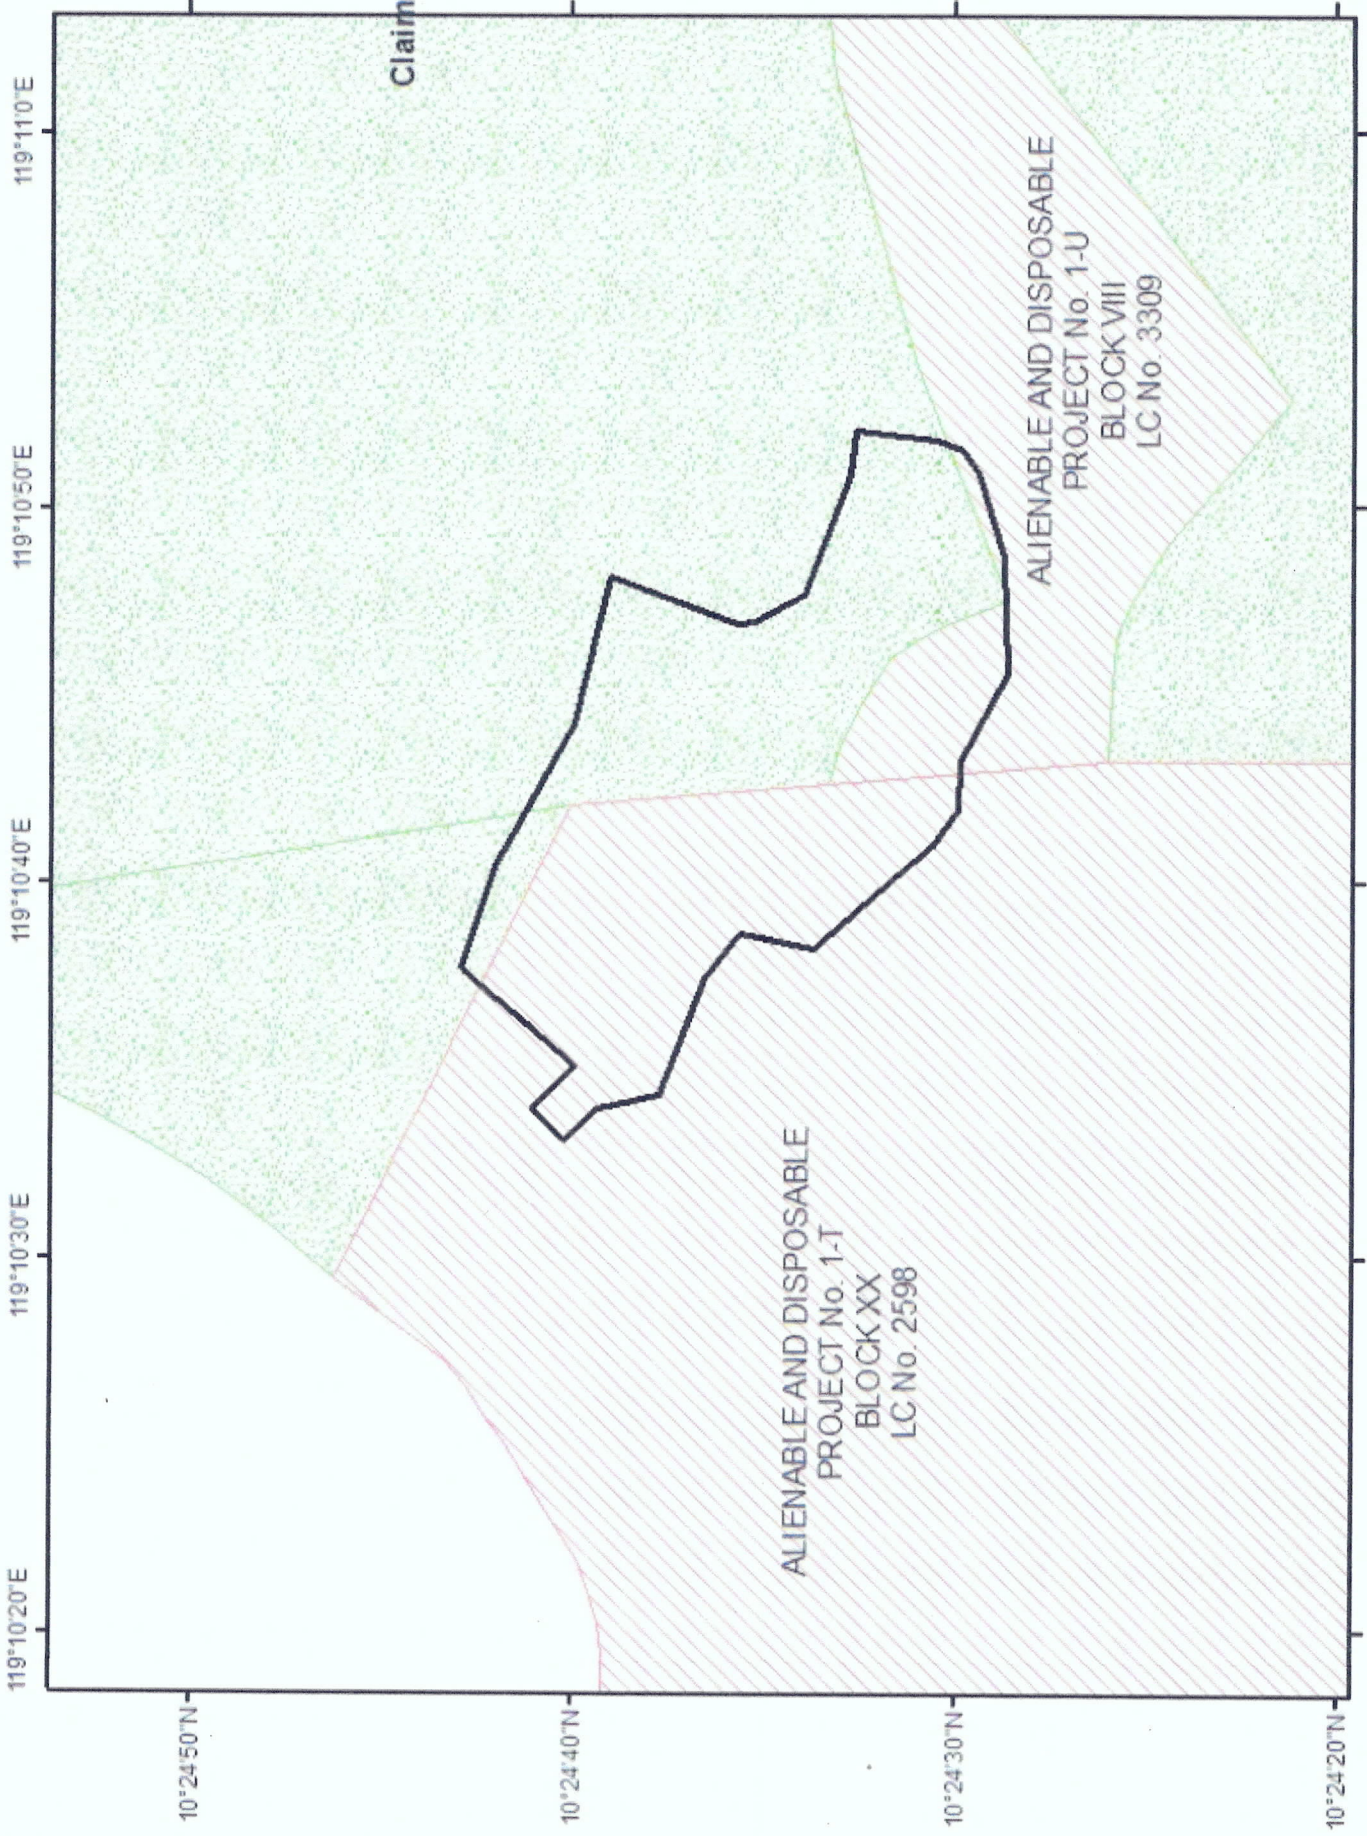 119°10'20"E
119°10'30"E
119°10'40"E
119°10'50"E
119°11'0"E
10°24'50"N
10°24'40"N
10°24'30"N
10°24'20"N
Claim
ALIENABLE AND DISPOSABLE
PROJECT No. 1-T
BLOCK XX
LC No. 2598
ALIENABLE AND DISPOSABLE
PROJECT No. 1-U
BLOCK VIII
LC No. 3309